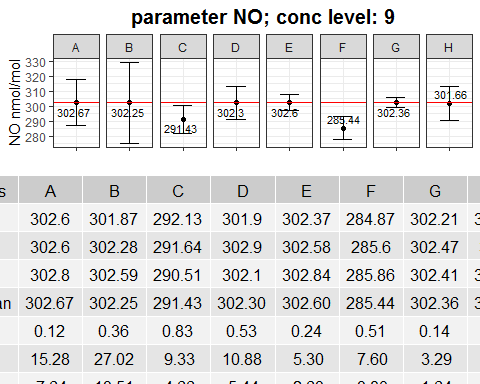 parameter NO; conc level: 9
A B C D E F G H
NO nmol/mol
330
320
310
300
290
280
302.67 302.25 291.43 302.3 302.6 285.44 302.36 301.66
s A B C D E F G
302.6 301.87 292.13 301.9 302.37 284.87 302.21 3
302.6 302.28 291.64 302.9 302.58 285.6 302.47 3
302.8 302.59 290.51 302.1 302.84 285.86 302.41 3
an 302.67 302.25 291.43 302.30 302.60 285.44 302.36 3
0.12 0.36 0.83 0.53 0.24 0.51 0.14
15.28 27.02 9.33 10.88 5.30 7.60 3.29